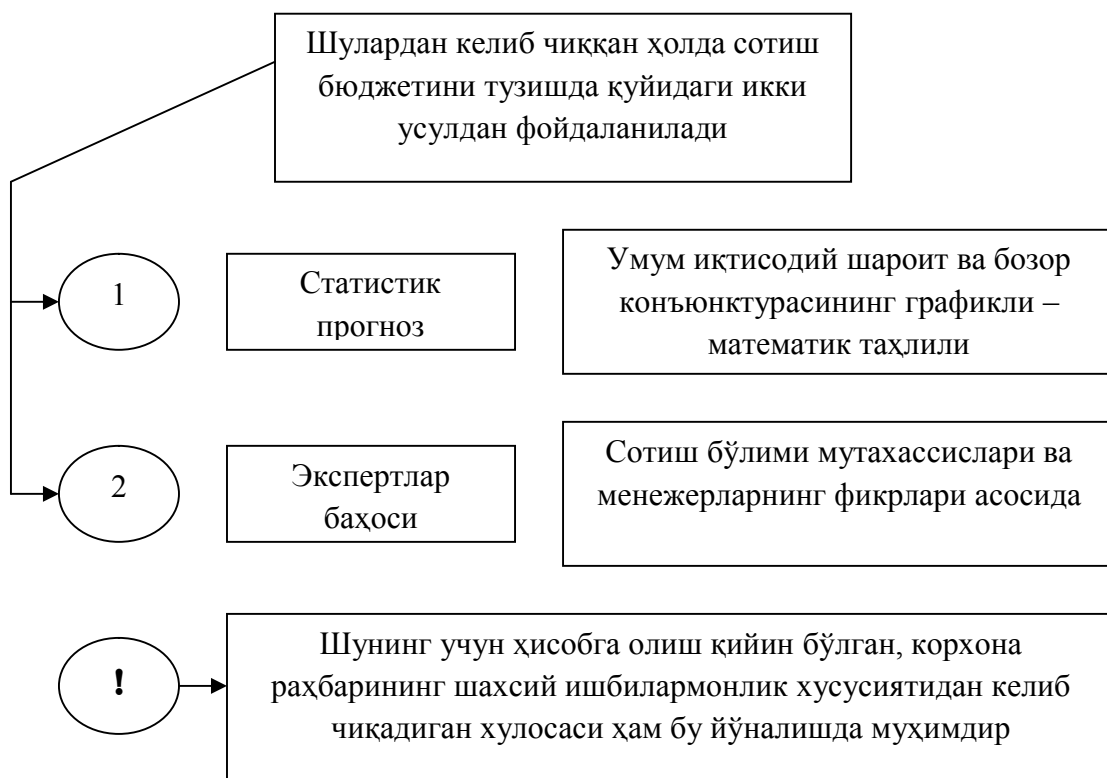 Шулардан келиб чиққан ҳолда сотиш
бюджетини тузишда қуйидаги икки
усулдан фойдаланилади
1
Статистик
прогноз
Умум иқтисодий шароит ва бозор
конъюнктурасининг графикли –
математик таҳлили
2
Экспертлар
баҳоси
Сотиш бўлими мутахассислари ва
менежерларнинг фикрлари асосида
!
Шунинг учун ҳисобга олиш қийин бўлган, корхона
раҳбарининг шахсий ишбилармонлик хусусиятидан келиб
чиқадиган хулосаси ҳам бу йўналишда муҳимдир